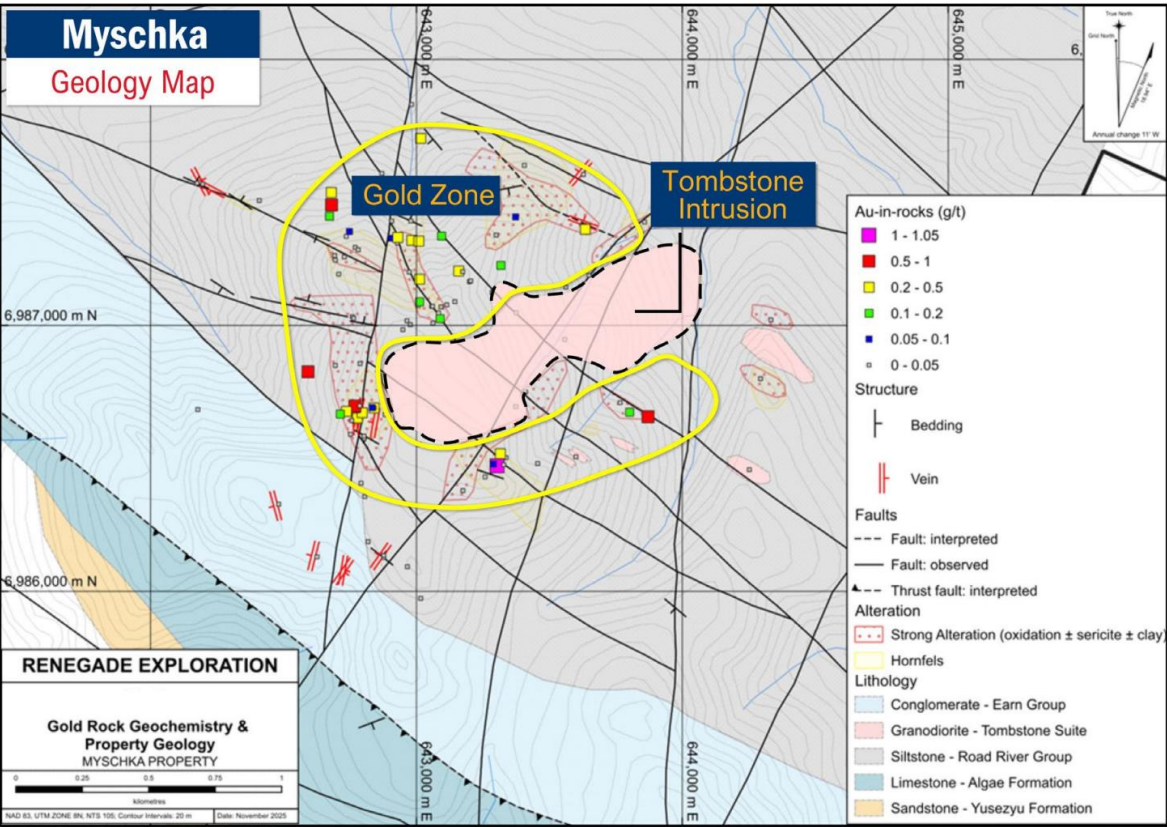 Myschka
Geology Map
643,000 m E
644,000 m E
645,000 m E
6,
True North
Grid North
Magnetic North
Annual change 11' W
Gold Zone
Tombstone
Intrusion
6,987,000 m N
6,986,000 m N
643,000 m E
644,000 m E
Au-in-rocks (g/t)
1 - 1.05
0.5 - 1
0.2 - 0.5
0.1 - 0.2
0.05 - 0.1
0 - 0.05
Structure
Bedding
Vein
Faults
Fault: interpreted
Fault: observed
Thrust fault: interpreted
Alteration
Strong Alteration (oxidation ± sericite ± clay)
Hornfels
Lithology
Conglomerate - Earn Group
Granodiorite - Tombstone Suite
Siltstone - Road River Group
Limestone - Algae Formation
Sandstone - Yusezyu Formation
RENEGADE EXPLORATION
Gold Rock Geochemistry &
Property Geology
MYSCHKA PROPERTY
0 0.25 0.5 0.75 1
kilometres
NAD 83, UTM ZONE 8N, NTS 105; Contour Intervals: 20 m
Date: November 2025